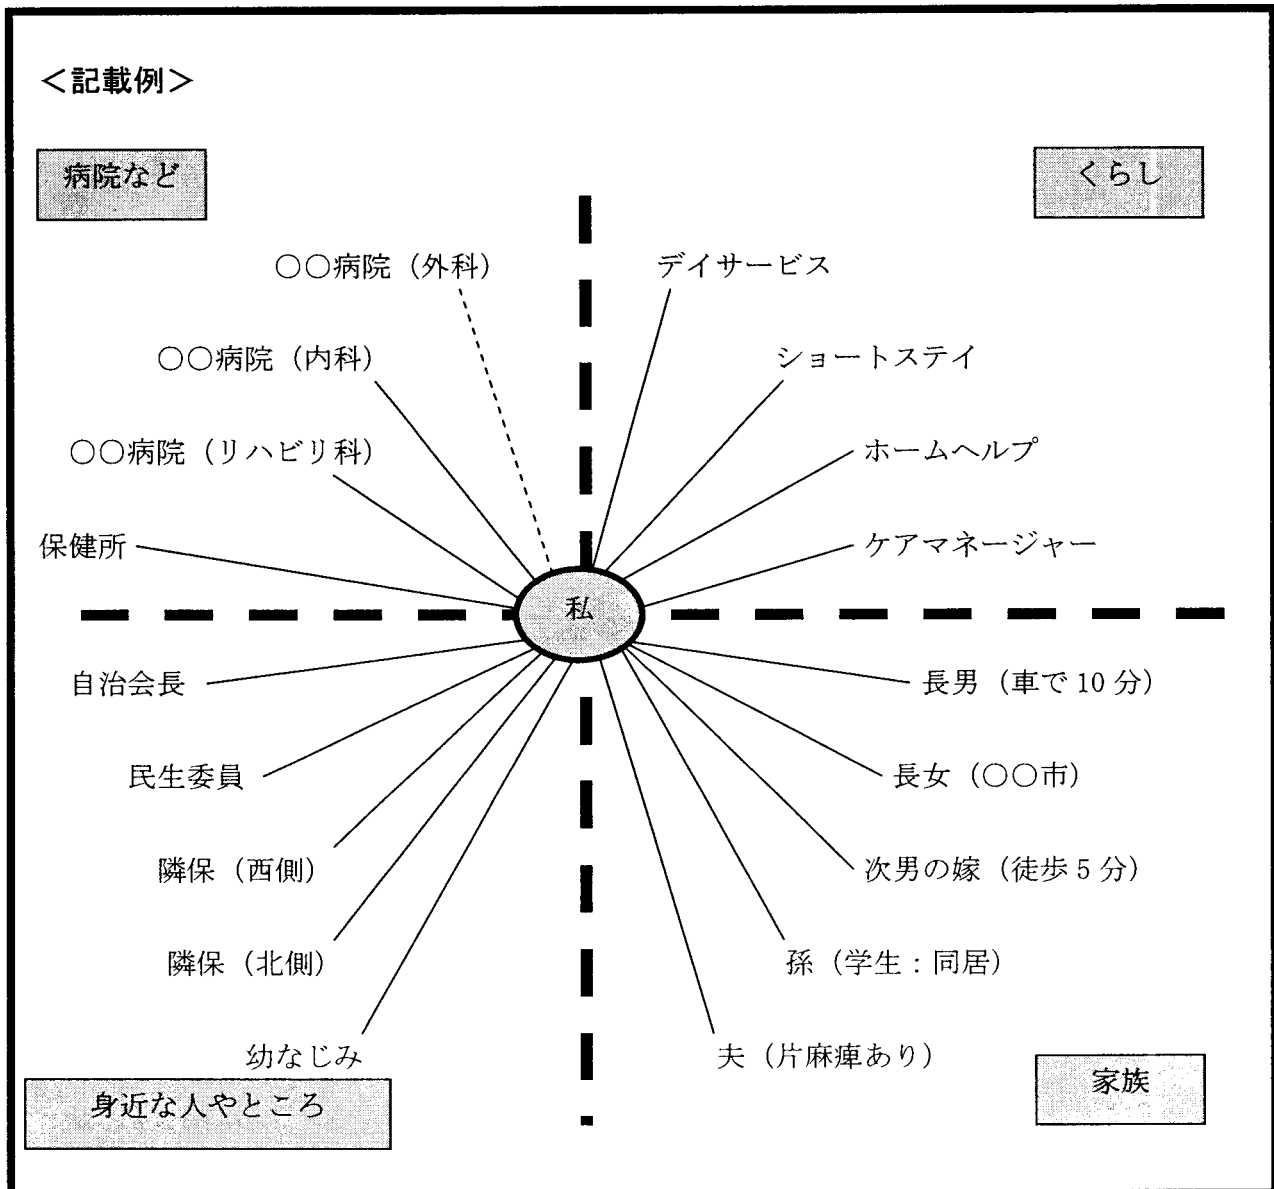 ＜記載例＞
病院など
くらし
○○病院（外科）
デイサービス
○○病院（内科）
ショートステイ
○○病院（リハビリ科）
ホームヘルプ
保健所
ケアマネージャー
私
自治会長
長男（車で10分）
民生委員
長女（○○市）
隣保（西側）
次男の嫁（徒歩5分）
隣保（北側）
孫（学生：同居）
幼なじみ
夫（片麻痺あり）
身近な人やところ
家族